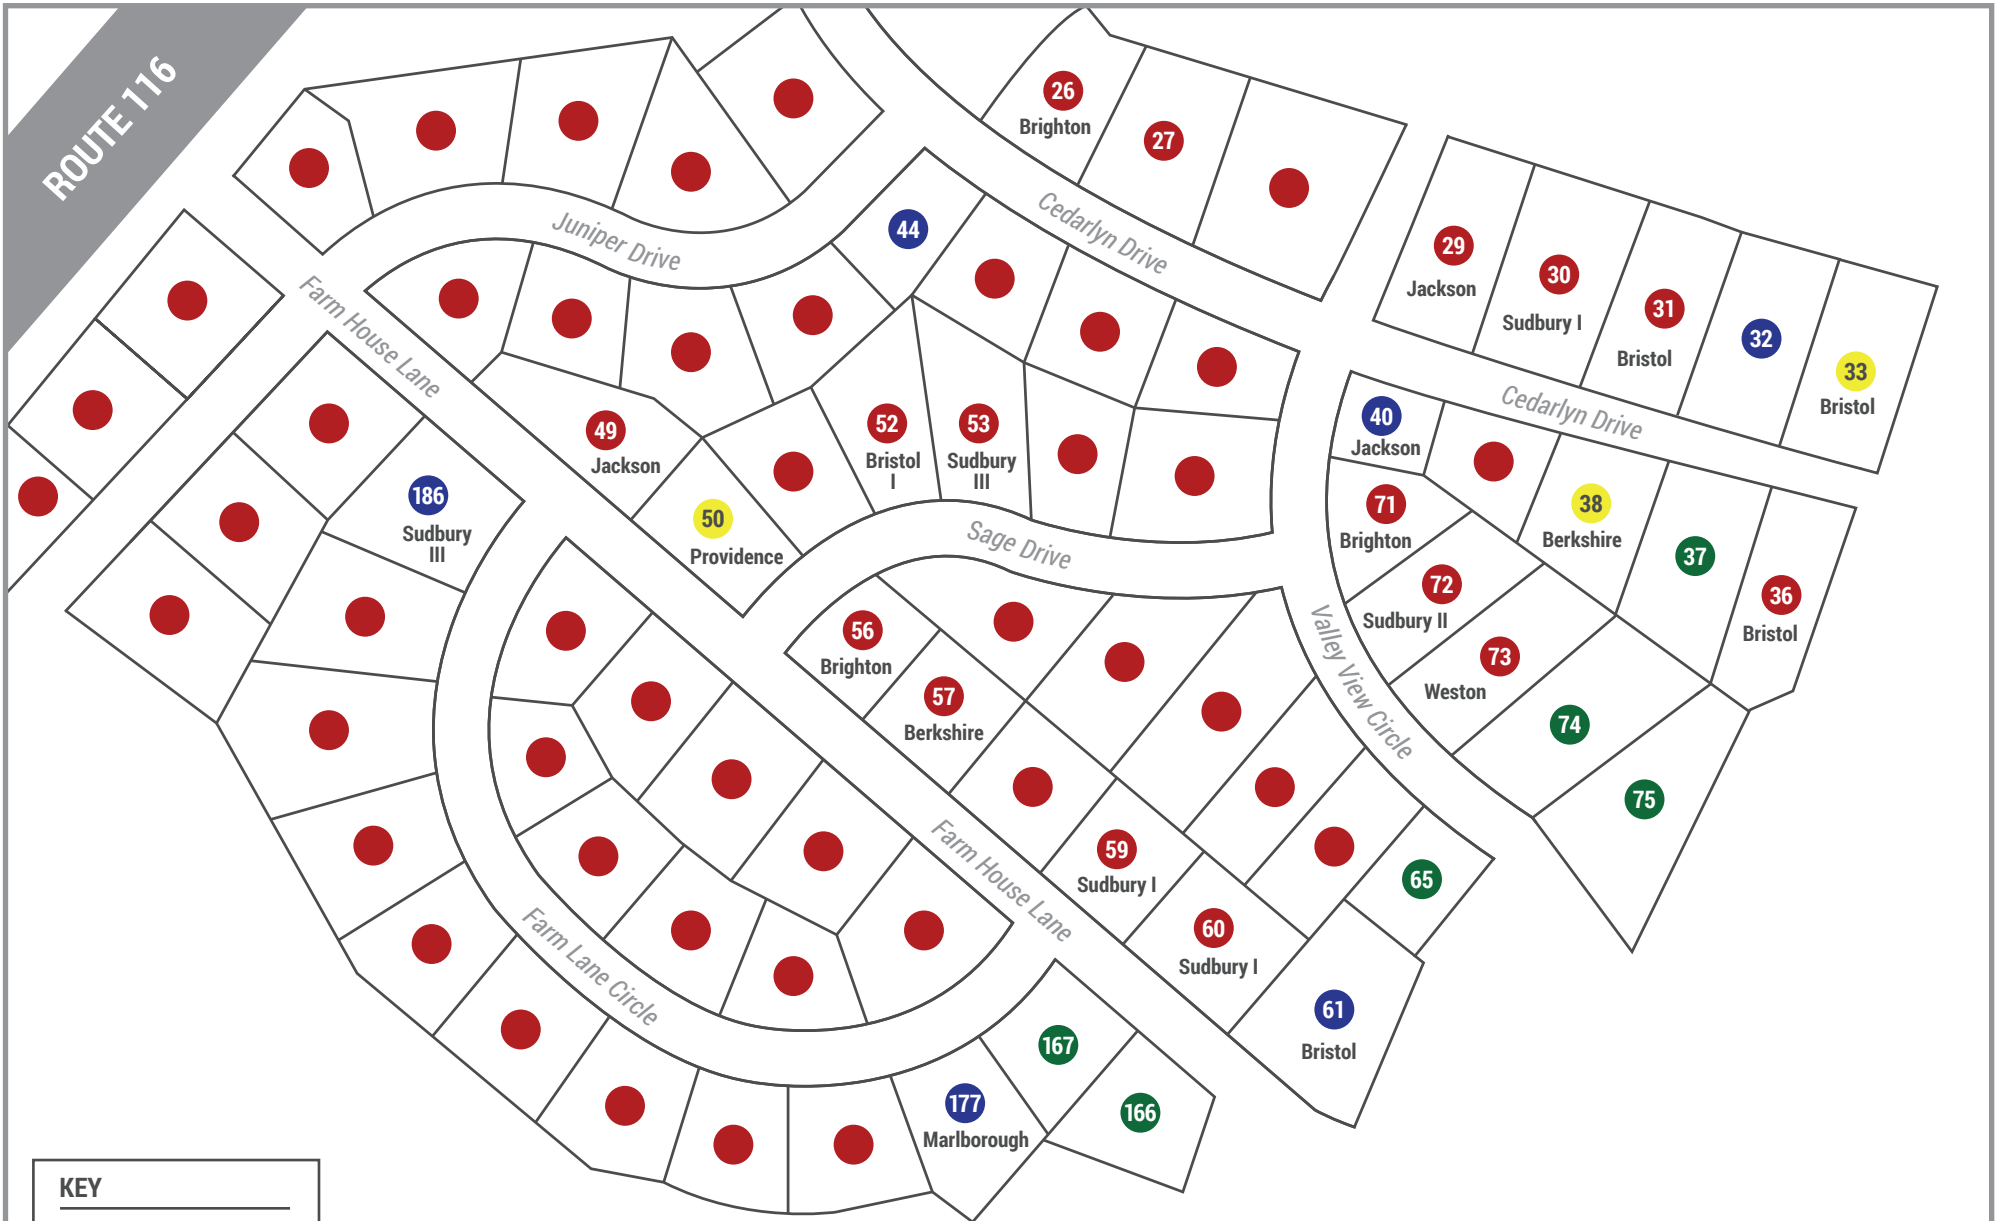 ROUTE 116
26
Brighton
27
Juniper Drive
44
Cedarlyn Drive
29
Jackson
30
Sudbury I
31
Bristol
32
33
Bristol
Farm House Lane
Cedarlyn Drive
40
Jackson
49
Jackson
52
Bristol
I
53
Sudbury
III
186
Sudbury
III
50
Providence
Sage Drive
71
Brighton
38
Berkshire
37
36
Bristol
72
Sudbury II
56
Brighton
57
Berkshire
Valley View Circle
73
Weston
74
75
Farm House Lane
59
Sudbury I
65
60
Sudbury I
61
Bristol
Farm Lane Circle
167
177
Marlborough
166
KEY